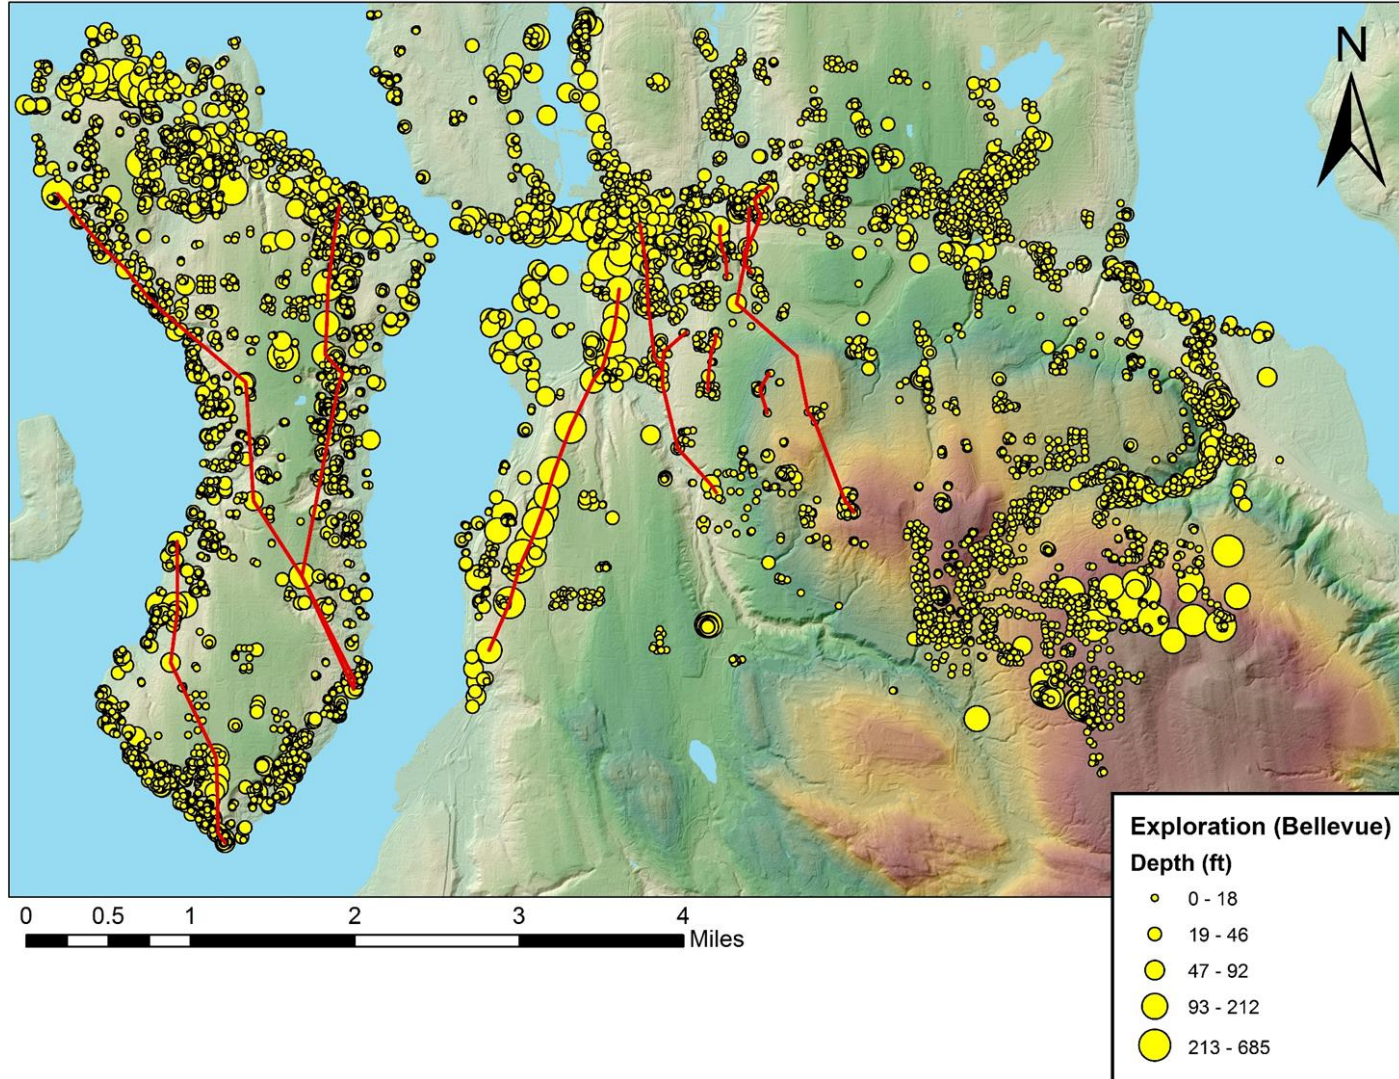 N
0 0.5 1 2 3 4
Miles
Exploration (Bellevue)
Depth (ft)
0 - 18
19 - 46
47 - 92
93 - 212
213 - 685